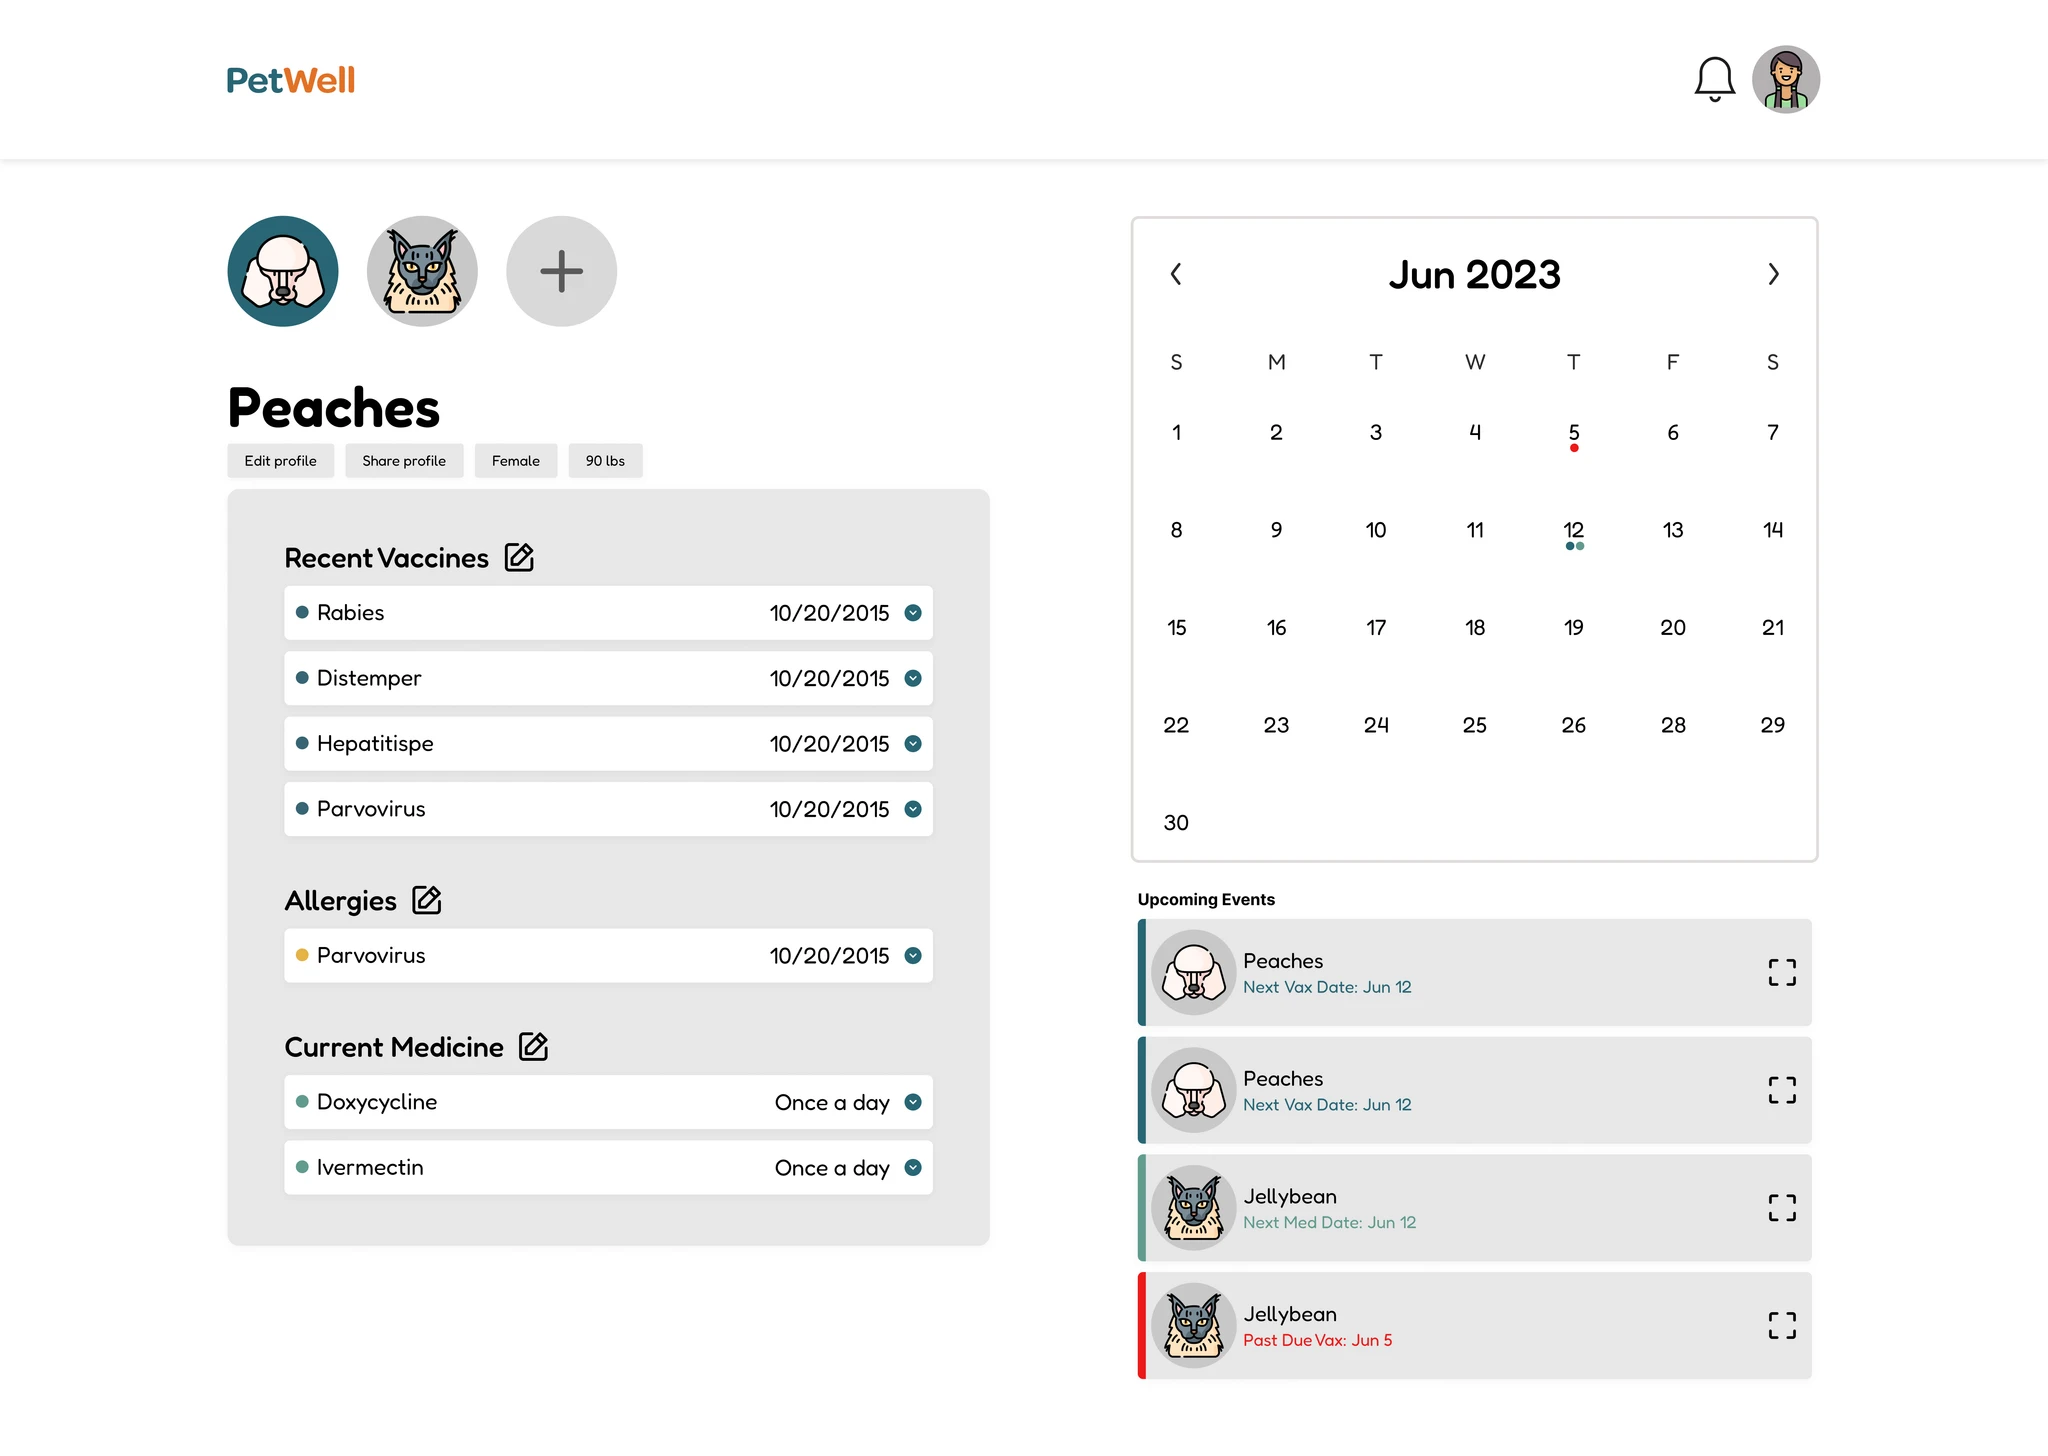 PetWell
Peaches
Edit profile
Share profile
Female
90 lbs
Recent Vaccines
Rabies 10/20/2015
Distemper 10/20/2015
Hepatitispe 10/20/2015
Parvovirus 10/20/2015
Allergies
Parvovirus 10/20/2015
Current Medicine
Doxycycline Once a day
Ivermectin Once a day
Jun 2023
S M T W T F S
1 2 3 4 5 6 7
8 9 10 11 12 13 14
15 16 17 18 19 20 21
22 23 24 25 26 28 29
30
Upcoming Events
Peaches
Next Vax Date: Jun 12
Peaches
Next Vax Date: Jun 12
Jellybean
Next Med Date: Jun 12
Jellybean
Past Due Vax: Jun 5